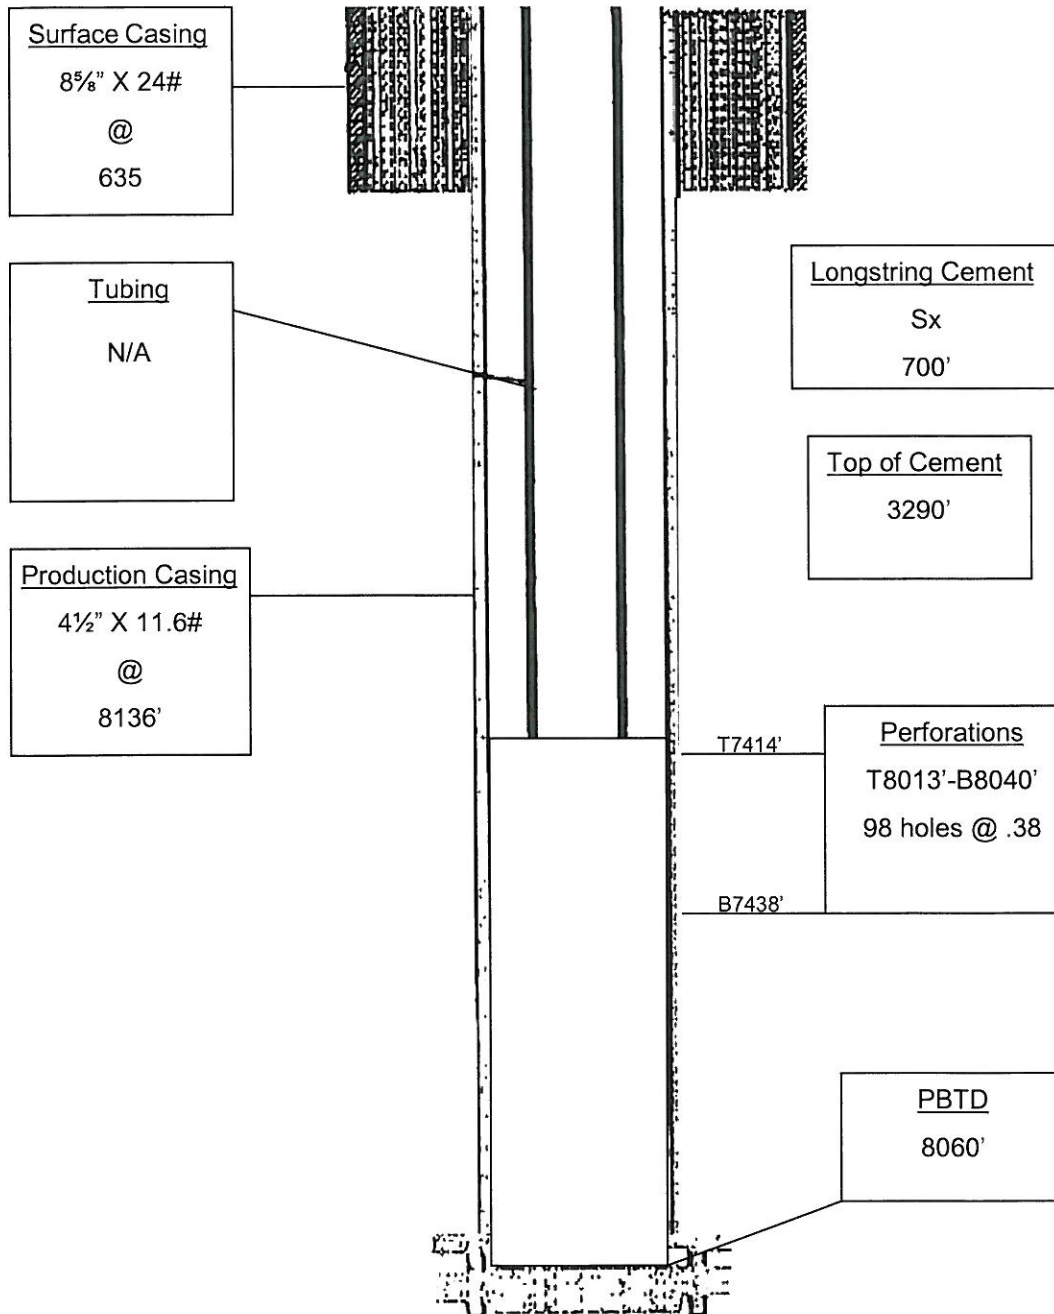 Surface Casing
8⅝” X 24#
@
635
Tubing
N/A
Production Casing
4½” X 11.6#
@
8136’
Longstring Cement
Sx
700’
Top of Cement
3290’
T7414’
Perforations
T8013’-B8040’
98 holes @ .38
B7438’
PBTD
8060’